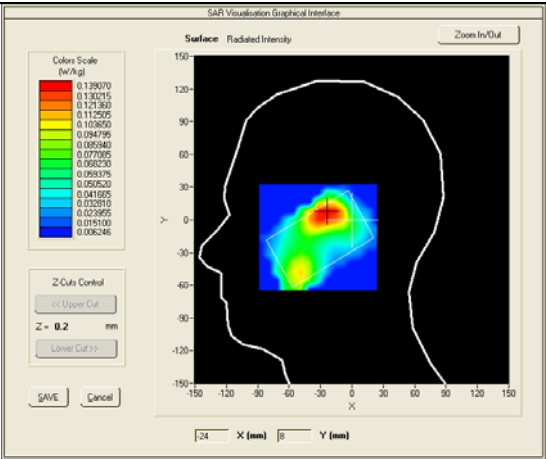 SAR Visualisation Graphical Interface
Surface Radiated Intensity
Zoom In/Out
Colors Scale
(W/kg)
0.139070
0.130215
0.121360
0.112505
0.103650
0.094795
0.085940
0.077085
0.068230
0.059375
0.050520
0.041665
0.032810
0.023955
0.015100
0.006246
Z-Cuts Control
<< Upper Cut
Z = 0.2 mm
Lower Cut >>
SAVE Cancel
150
120
90
60
30
0
-30
-60
-90
-120
-150
Y
-150 -120 -90 -60 -30 0 30 60 90 120 150
X
-24 X (mm) 8 Y (mm)